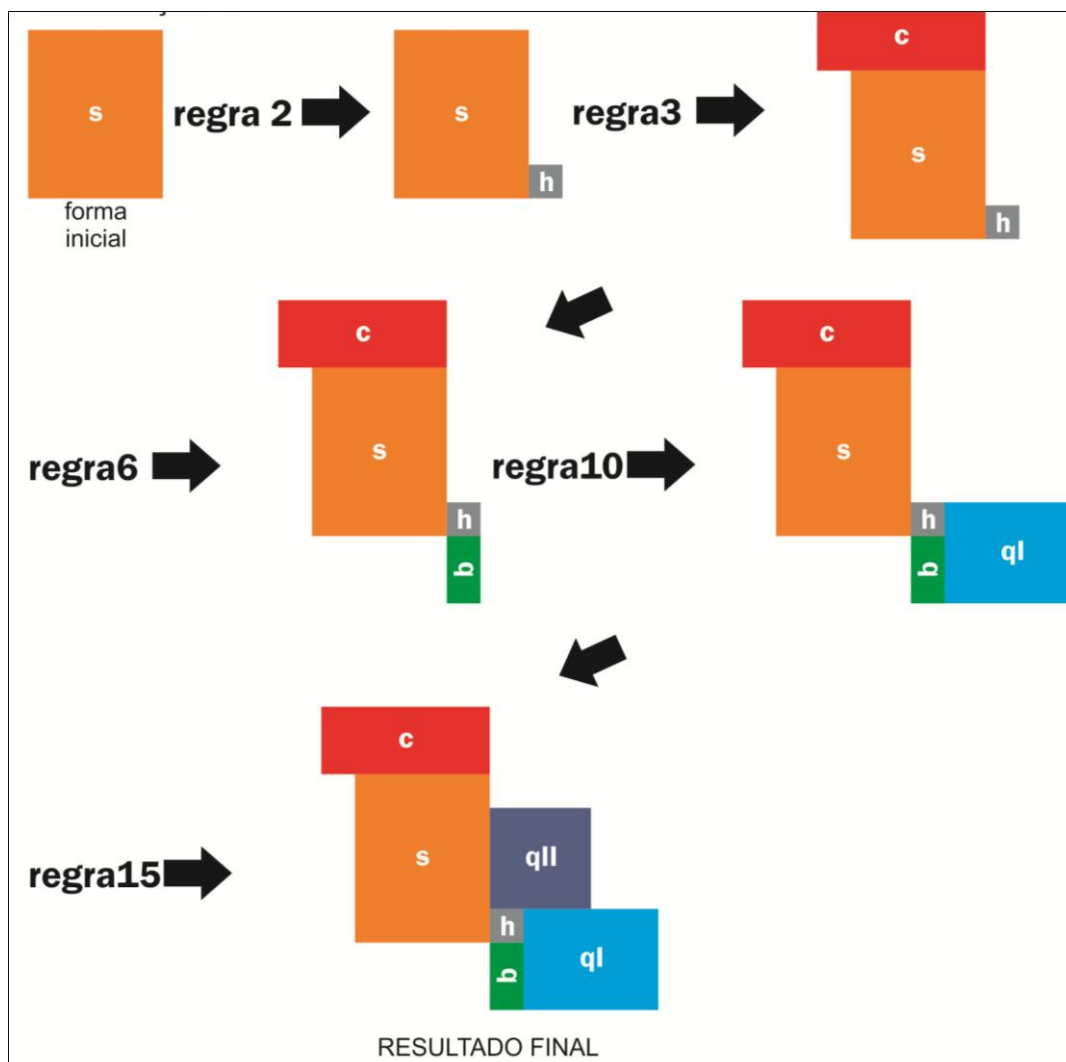 s
regra 2
s
h
regra3
c
s
h
forma
inicial
regra6
c
s
h
b
regra10
c
s
h
b
ql
regra15
c
s
qll
h
b
ql
RESULTADO FINAL